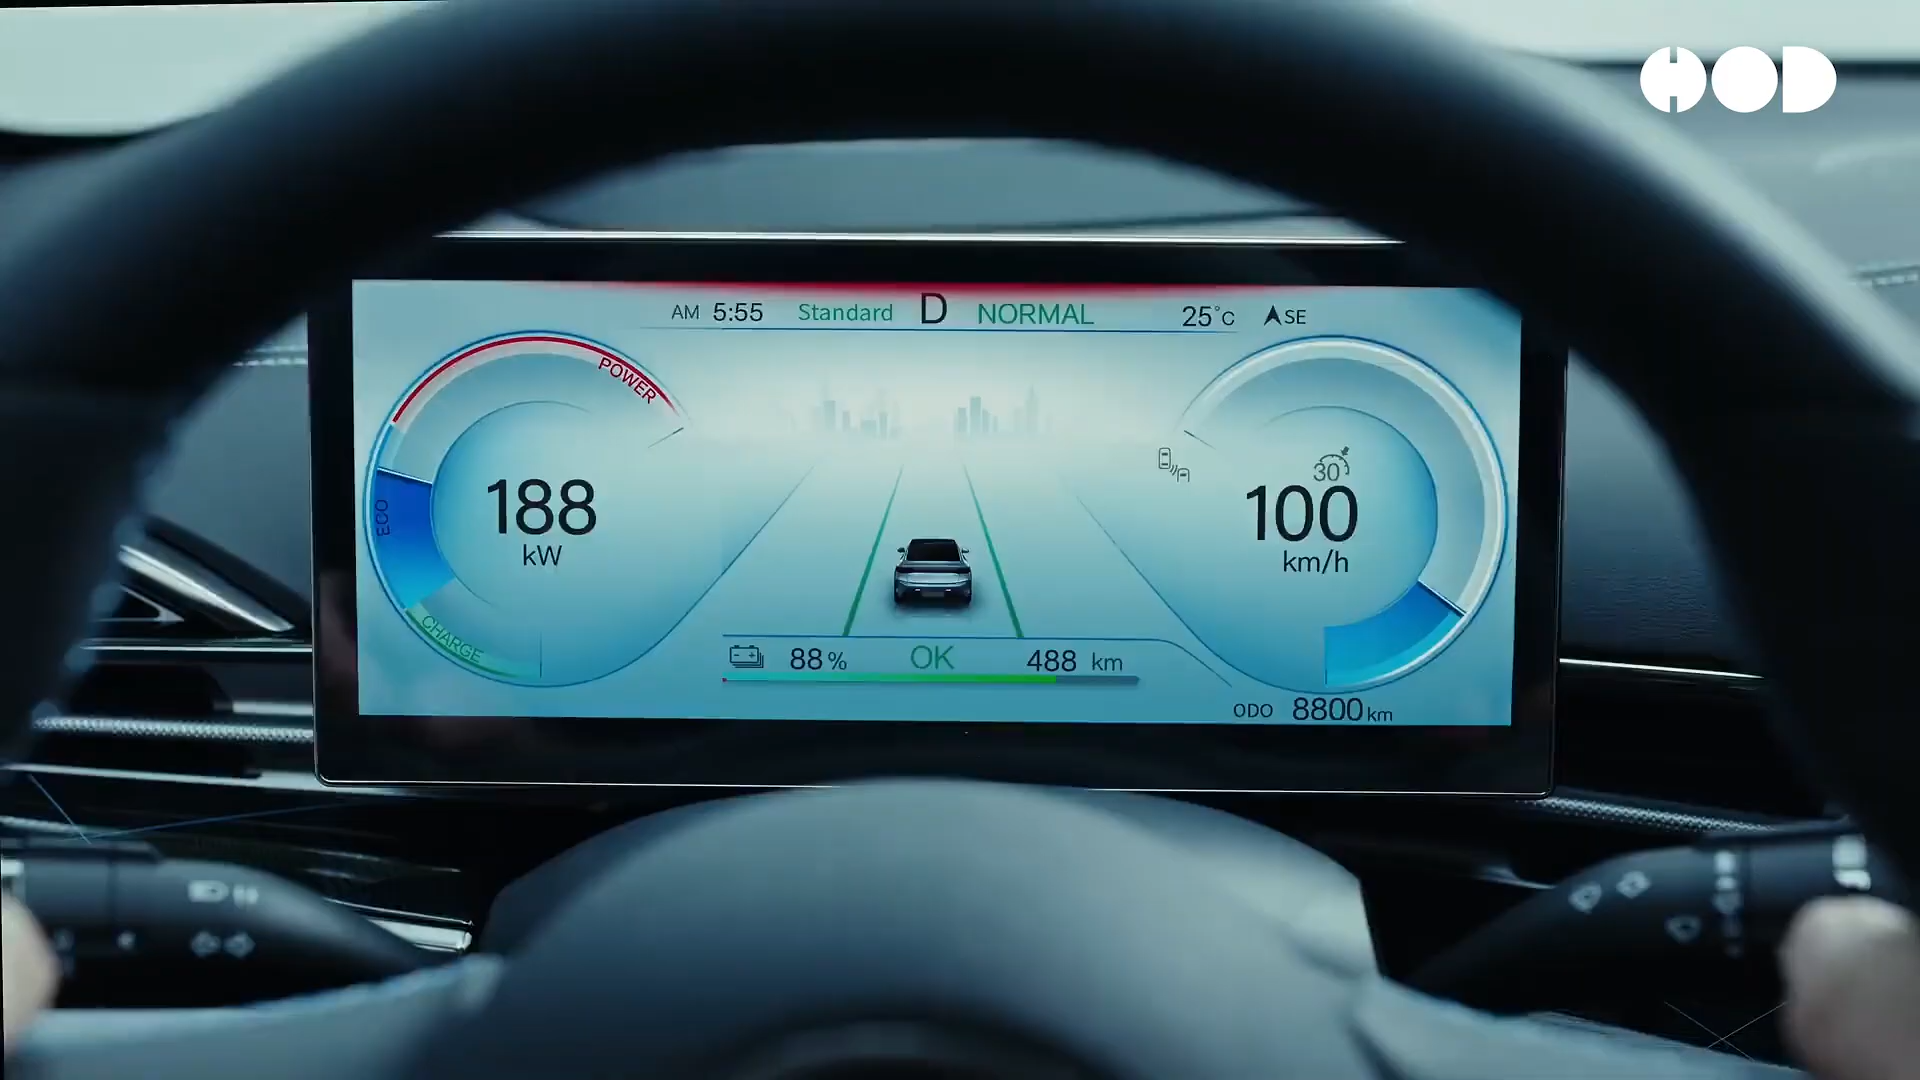 HOD
AM 5:55 Standard D NORMAL 25°C SE
POWER
ECO
CHARGE
188
kW
30
100
km/h
88% OK 488 km
ODO 8800 km